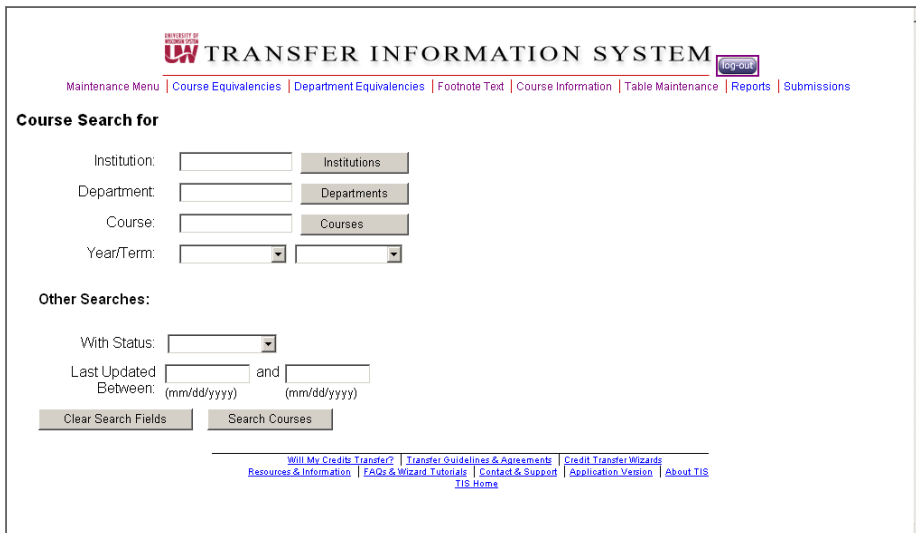 UNIVERSITY OF
WISCONSIN SYSTEM
UW TRANSFER INFORMATION SYSTEM
log-out
Maintenance Menu | Course Equivalencies | Department Equivalencies | Footnote Text | Course Information | Table Maintenance | Reports | Submissions
Course Search for
Institution: Institutions
Department: Departments
Course: Courses
Year/Term:
Other Searches:
With Status:
Last Updated and
Between: (mm/dd/yyyy) (mm/dd/yyyy)
Clear Search Fields Search Courses
Will My Credits Transfer? | Transfer Guidelines & Agreements | Credit Transfer Wizards
Resources & Information | FAQs & Wizard Tutorials | Contact & Support | Application Version | About TIS
TIS Home